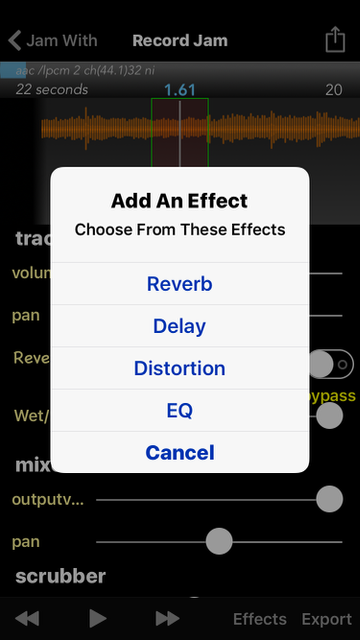 Jam With
Record Jam
aac /lpcm 2 ch(44.1)32 ni
22 seconds
1.61
20
Add An Effect
Choose From These Effects
Reverb
Delay
Distortion
EQ
Cancel
trac
volun
pan
Reve
bypass
Wet/
mix
outputv...
pan
scrubber
Effects
Export